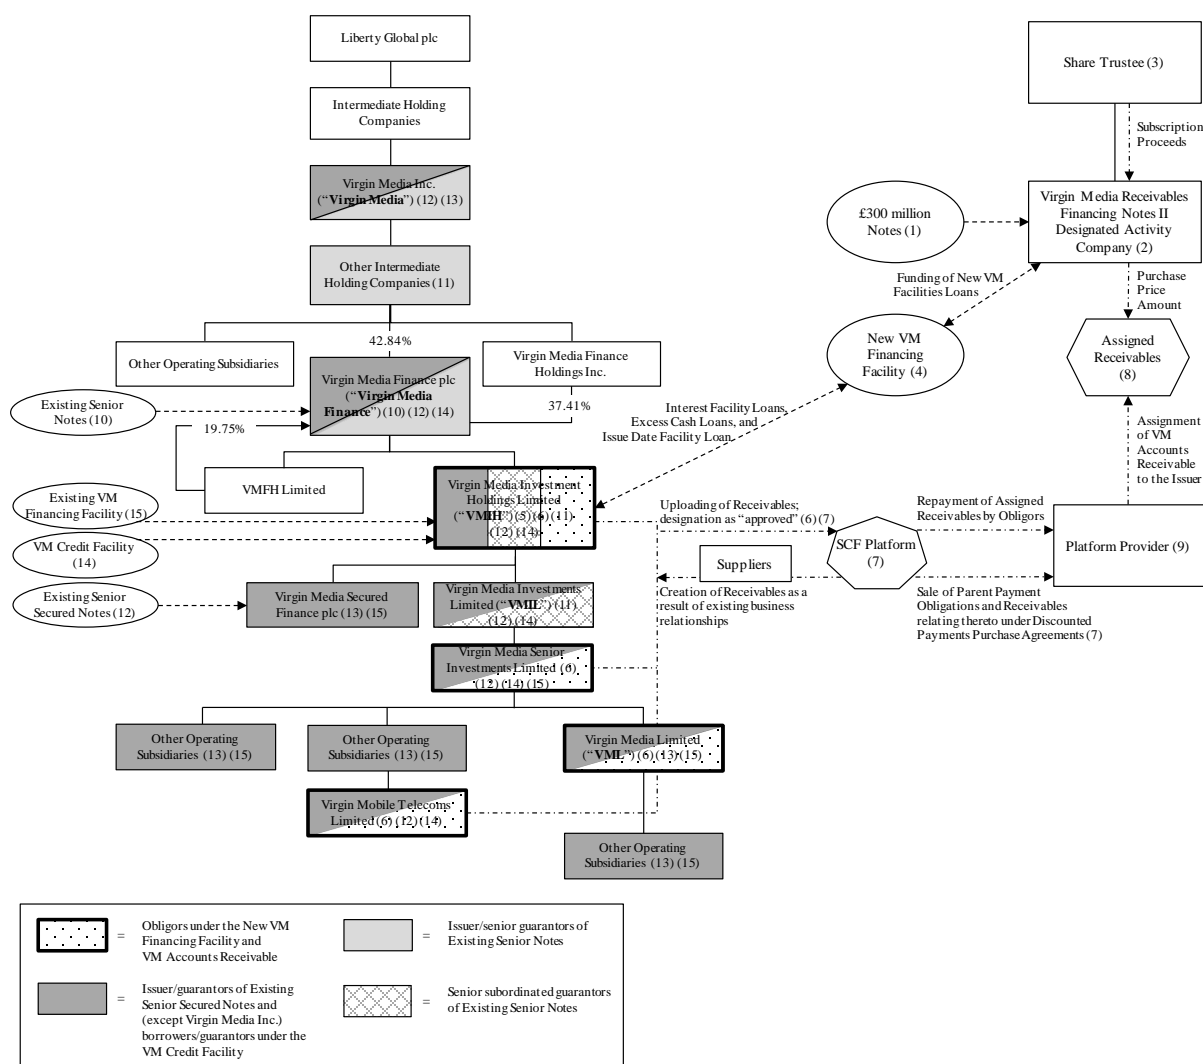 Liberty Global plc
Intermediate Holding
Companies
Virgin Media Inc.
(“Virgin Media”) (12) (13)
Other Intermediate
Holding Companies (11)
42.84%
Other Operating Subsidiaries
Virgin Media Finance plc
(“Virgin Media
Finance”) (10) (12) (14)
Virgin Media Finance
Holdings Inc.
37.41%
Existing Senior
Notes (10)
19.75%
VMFH Limited
Existing VM
Financing Facility (15)
VM Credit Facility
(14)
Existing Senior
Secured Notes (12)
Virgin Media Investment
Holdings Limited
(“VMIH”) (5) (6) (11)
(12) (14)
Virgin Media Secured
Finance plc (13) (15)
Virgin Media Investments
Limited (“VMIL”) (11)
(12) (14)
Virgin Media Senior
Investments Limited (6)
(12) (14) (15)
Other Operating
Subsidiaries (13) (15)
Other Operating
Subsidiaries (13) (15)
Virgin Media Limited
(“VML”) (6) (13) (15)
Virgin Mobile Telecoms
Limited (6) (12) (14)
Other Operating
Subsidiaries (13) (15)
Share Trustee (3)
Subscription
Proceeds
£300 million
Notes (1)
Virgin Media Receivables
Financing Notes II
Designated Activity
Company (2)
Funding of New VM
Facilities Loans
Purchase
Price
Amount
New VM
Financing
Facility (4)
Assigned
Receivables
(8)
Interest Facility Loans,
Excess Cash Loans, and
Issue Date Facility Loan
Assignment
of VM
Accounts
Receivable
to the Issuer
Uploading of Receivables;
designation as “approved” (6) (7)
Repayment of Assigned
Receivables by Obligors
SCF Platform
(7)
Platform Provider (9)
Suppliers
Creation of Receivables as a
result of existing business
relationships
Sale of Parent Payment
Obligations and Receivables
relating thereto under Discounted
Payments Purchase Agreements (7)
= Obligors under the New VM
Financing Facility and
VM Accounts Receivable
= Issuer/senior guarantors of
Existing Senior Notes
= Issuer/guarantors of Existing
Senior Secured Notes and
(except Virgin Media Inc.)
borrowers/guarantors under the
VM Credit Facility
= Senior subordinated guarantors
of Existing Senior Notes